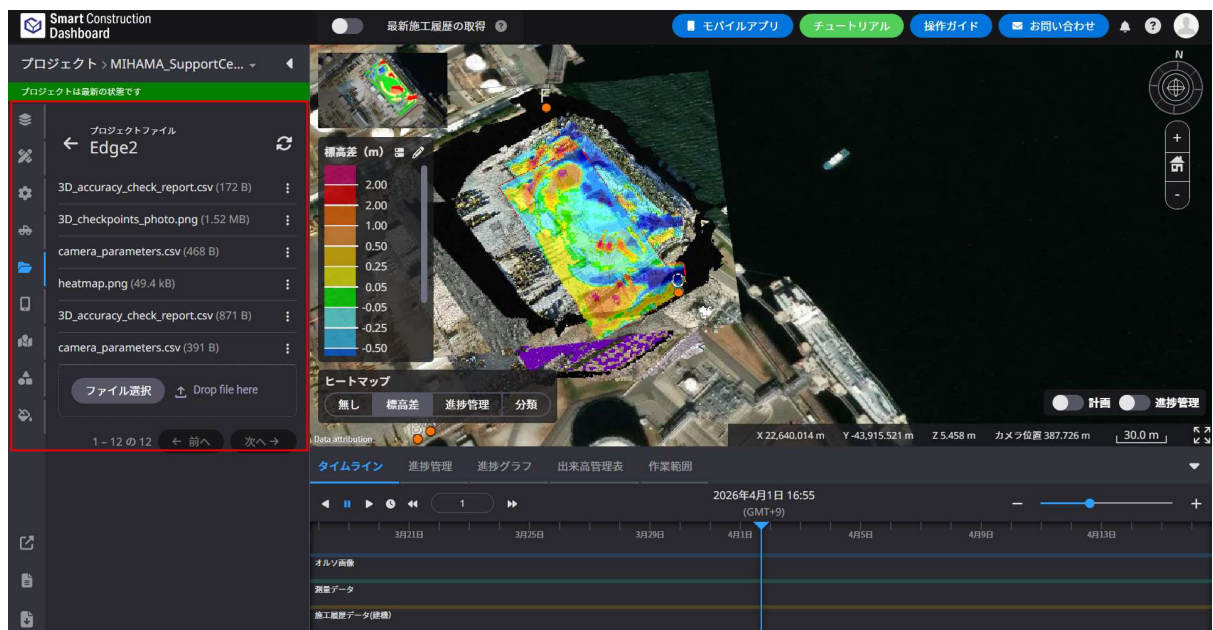 Smart Construction
Dashboard
最新施工履歴の取得
モバイルアプリ
チュートリアル
操作ガイド
お問い合わせ
プロジェクト > MIHAMA_SupportCe...
プロジェクトは最新の状態です
プロジェクトファイル
Edge2
3D_accuracy_check_report.csv (172 B)
3D_checkpoints_photo.png (1.52 MB)
camera_parameters.csv (468 B)
heatmap.png (49.4 kB)
3D_accuracy_check_report.csv (871 B)
camera_parameters.csv (391 B)
ファイル選択 Drop file here
1 – 12 の 12 ← 前へ 次へ →
標高差（m）
2.00
2.00
1.00
0.50
0.25
0.05
-0.05
-0.25
-0.50
ヒートマップ
無し 標高差 進捗管理 分類
N
+
-
計画 進捗管理
Data attribution
X 22,640.014 m Y -43,915.521 m Z 5.458 m カメラ位置 387.726 m 30.0 m
タイムライン 進捗管理 進捗グラフ 出来高管理表 作業範囲
1
2026年4月1日 16:55
(GMT+9)
3月21日 3月25日 3月29日 4月1日 4月5日 4月9日 4月13日
オルソ画像
測量データ
施工履歴データ(建機)